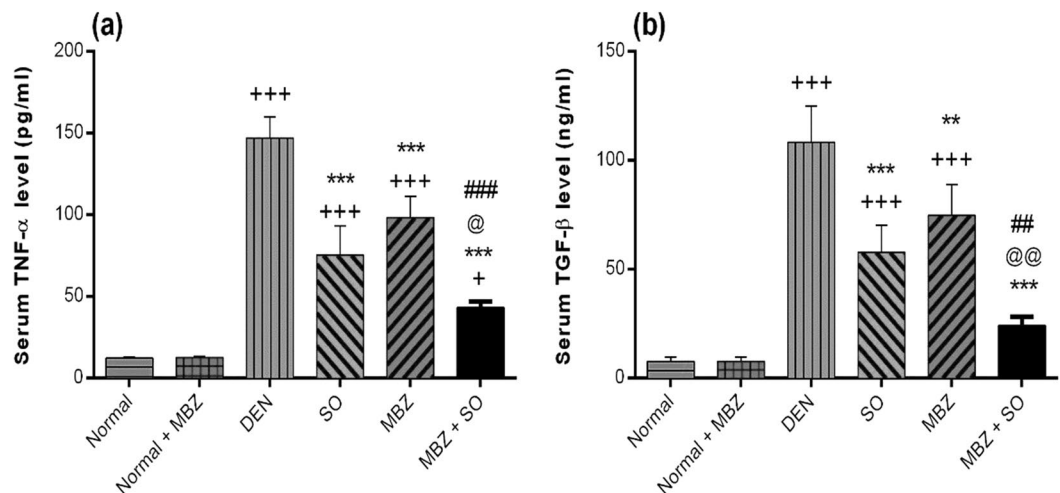 (a)
Serum TNF-α level (pg/ml)
200
150
100
50
0
+++
***
+++
***
+++
###
@
***
+
Normal
Normal + MBZ
DEN
SO
MBZ
MBZ + SO
(b)
Serum TGF-β level (ng/ml)
150
100
50
0
+++
***
+++
**
+++
##
@@
***
Normal
Normal + MBZ
DEN
SO
MBZ
MBZ + SO